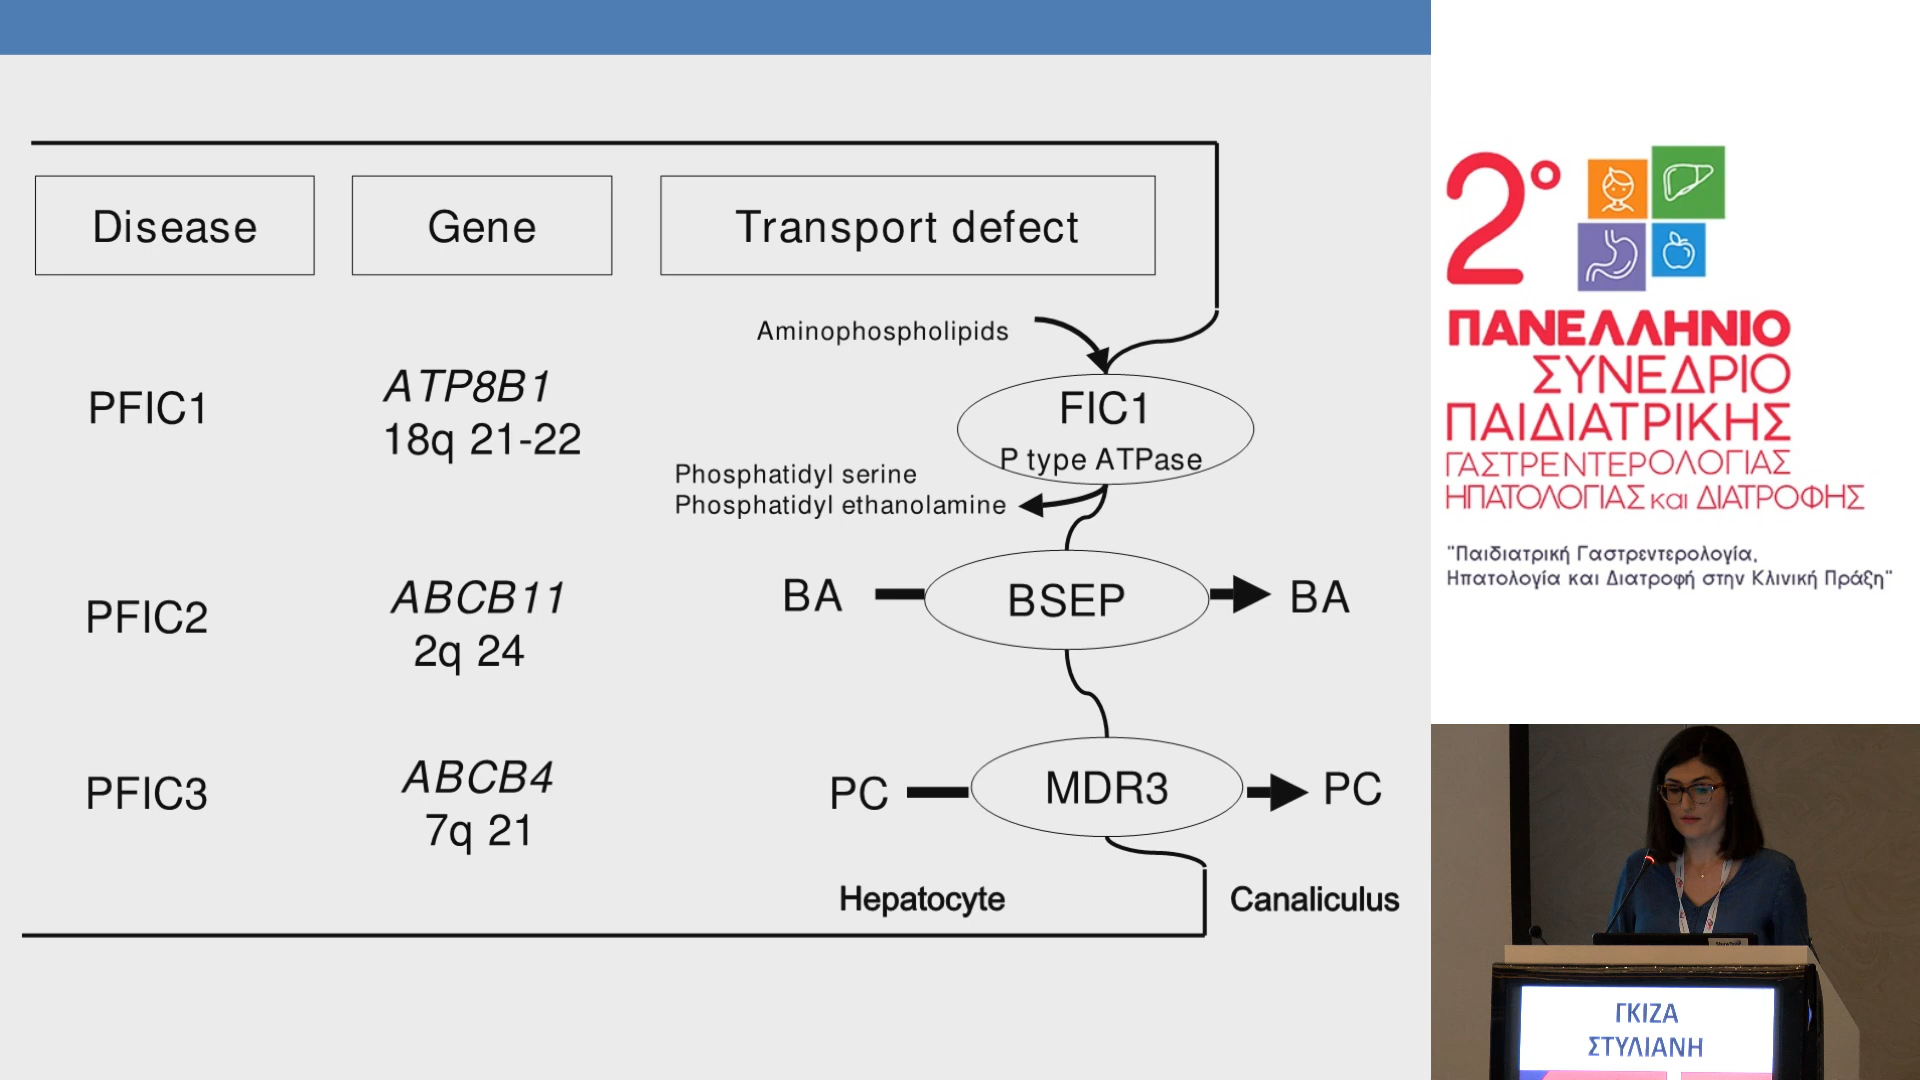 Disease
Gene
Transport defect
Aminophospholipids
FIC1
P type ATPase
PFIC1
ATP8B1
18q 21-22
Phosphatidyl serine
Phosphatidyl ethanolamine
PFIC2
ABCB11
2q 24
BA
BSEP
BA
PFIC3
ABCB4
7q 21
PC
MDR3
PC
Hepatocyte
Canaliculus
2ο
ΠΑΝΕΛΛΗΝΙΟ
ΣΥΝΕΔΡΙΟ
ΠΑΙΔΙΑΤΡΙΚΗΣ
ΓΑΣΤΡΕΝΤΕΡΟΛΟΓΙΑΣ
ΗΠΑΤΟΛΟΓΙΑΣ και ΔΙΑΤΡΟΦΗΣ
"Παιδιατρική Γαστρεντερολογία,
Ηπατολογία και Διατροφή στην Κλινική Πράξη"
ΓΚΙΖΑ
ΣΤΥΛΙΑΝΗ